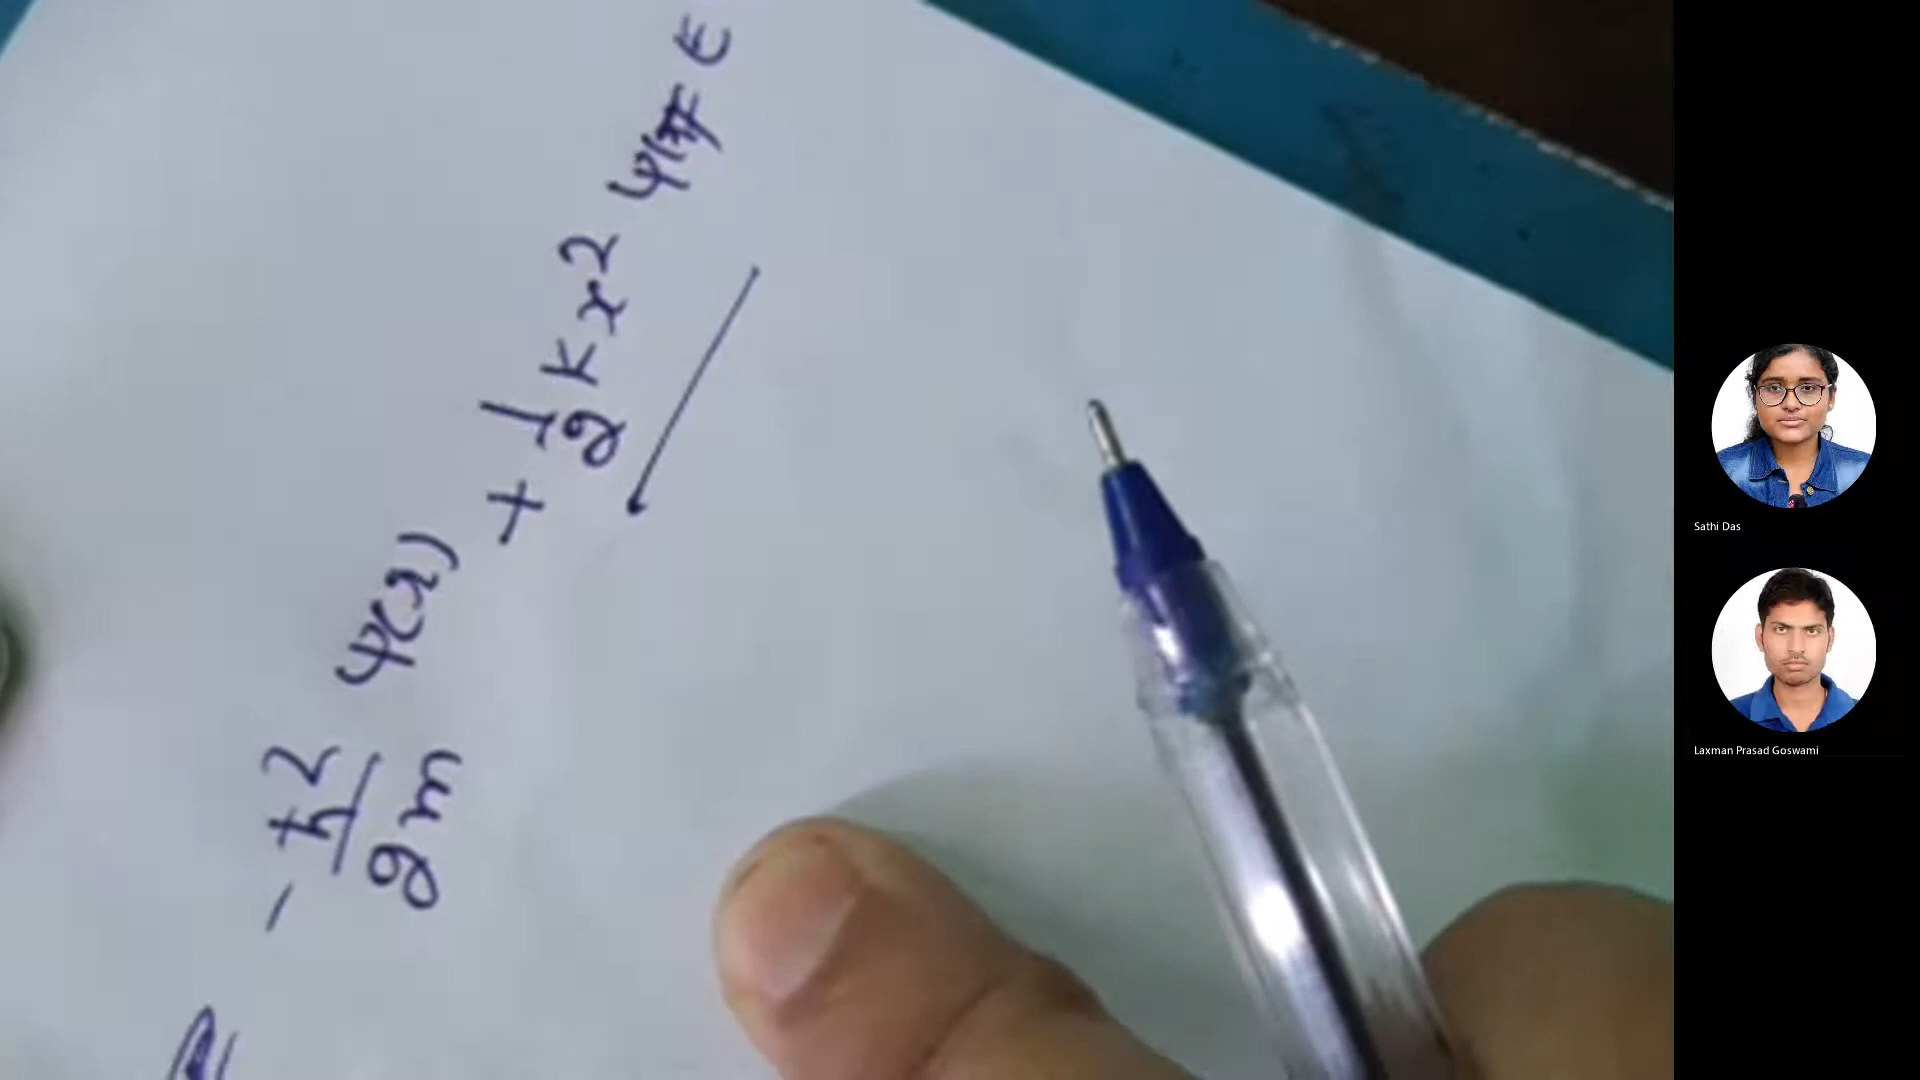 -ħ²/2m ψ(x) + 1/2 Kx² ψ E
Sathi Das
Laxman Prasad Goswami